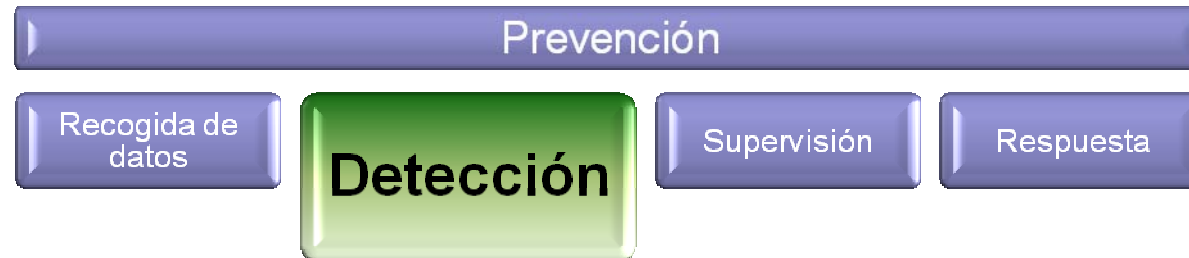 Prevención
Recogida de
datos
Detección
Supervisión
Respuesta